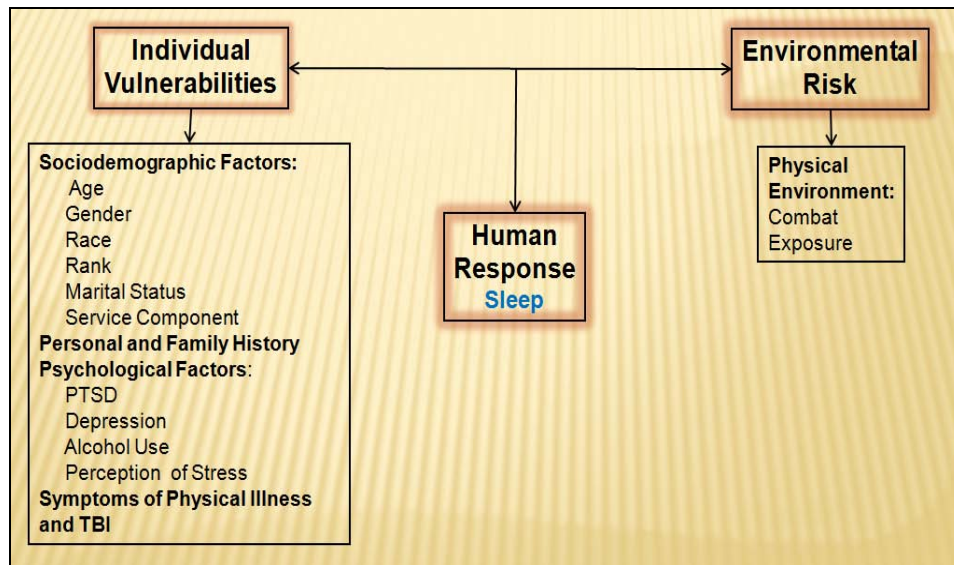 Individual
Vulnerabilities
Sociodemographic Factors:
Age
Gender
Race
Rank
Marital Status
Service Component
Personal and Family History
Psychological Factors:
PTSD
Depression
Alcohol Use
Perception of Stress
Symptoms of Physical Illness
and TBI
Human
Response
Sleep
Environmental
Risk
Physical
Environment:
Combat
Exposure